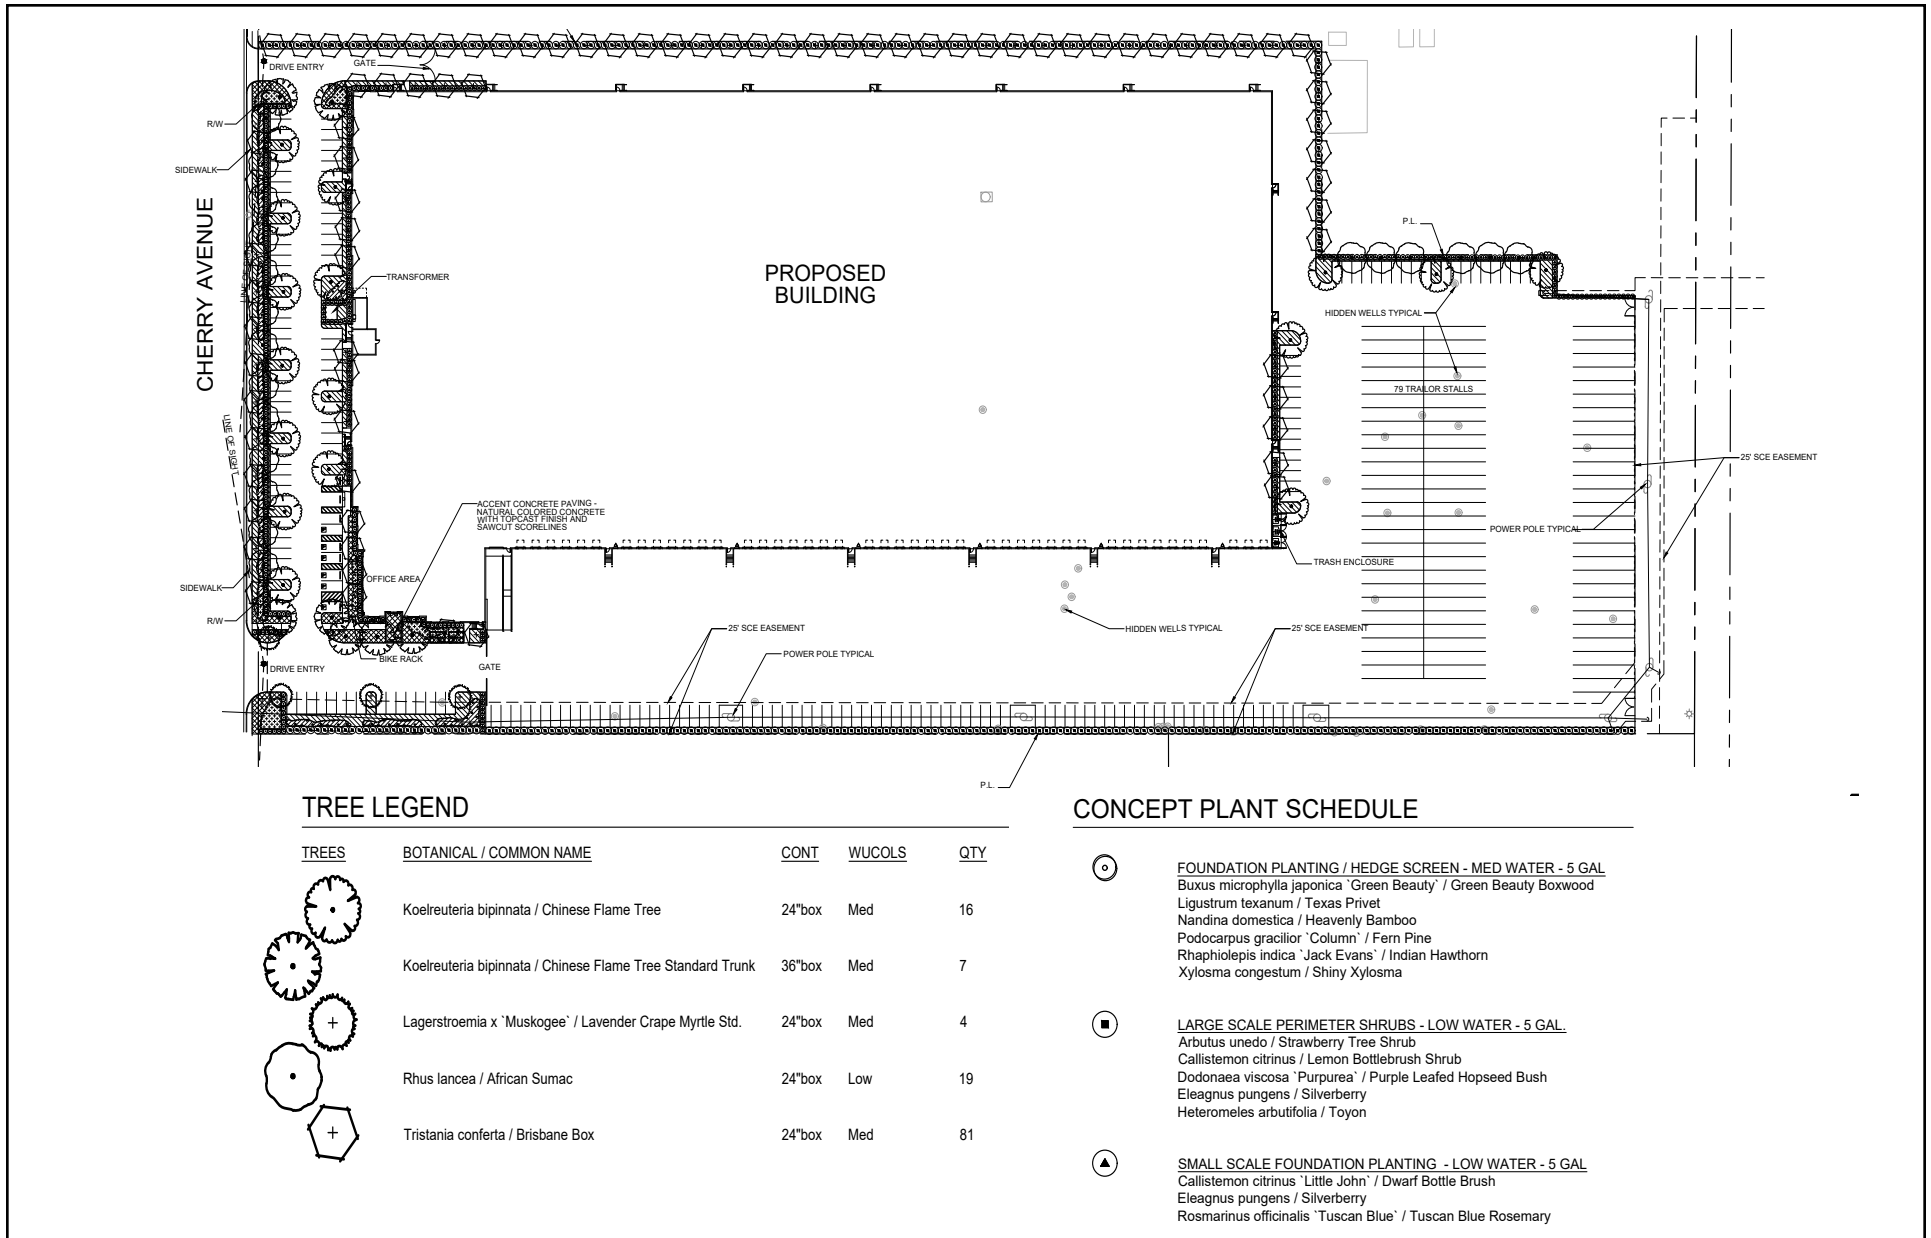 DRIVE ENTRY
GATE
R/W
SIDEWALK
CHERRY AVENUE
P.L.
TRANSFORMER
PROPOSED
BUILDING
HIDDEN WELLS TYPICAL
79 TRAILOR STALLS
LINE OF SIGHT
25' SCE EASEMENT
ACCENT CONCRETE PAVING -
NATURAL COLORED CONCRETE
WITH TOPCAST FINISH AND
SAWCUT SCORELINES
POWER POLE TYPICAL
TRASH ENCLOSURE
OFFICE AREA
SIDEWALK
R/W
HIDDEN WELLS TYPICAL
25' SCE EASEMENT
25' SCE EASEMENT
POWER POLE TYPICAL
BIKE RACK
GATE
DRIVE ENTRY
P.L.
TREE LEGEND
TREES BOTANICAL / COMMON NAME CONT WUCOLS QTY
Koelreuteria bipinnata / Chinese Flame Tree 24"box Med 16
Koelreuteria bipinnata / Chinese Flame Tree Standard Trunk 36"box Med 7
Lagerstroemia x `Muskogee` / Lavender Crape Myrtle Std. 24"box Med 4
Rhus lancea / African Sumac 24"box Low 19
Tristania conferta / Brisbane Box 24"box Med 81
CONCEPT PLANT SCHEDULE
FOUNDATION PLANTING / HEDGE SCREEN - MED WATER - 5 GAL
Buxus microphylla japonica `Green Beauty` / Green Beauty Boxwood
Ligustrum texanum / Texas Privet
Nandina domestica / Heavenly Bamboo
Podocarpus gracilior `Column` / Fern Pine
Rhaphiolepis indica `Jack Evans` / Indian Hawthorn
Xylosma congestum / Shiny Xylosma
LARGE SCALE PERIMETER SHRUBS - LOW WATER - 5 GAL.
Arbutus unedo / Strawberry Tree Shrub
Callistemon citrinus / Lemon Bottlebrush Shrub
Dodonaea viscosa `Purpurea` / Purple Leafed Hopseed Bush
Eleagnus pungens / Silverberry
Heteromeles arbutifolia / Toyon
SMALL SCALE FOUNDATION PLANTING - LOW WATER - 5 GAL
Callistemon citrinus `Little John` / Dwarf Bottle Brush
Eleagnus pungens / Silverberry
Rosmarinus officinalis `Tuscan Blue` / Tuscan Blue Rosemary